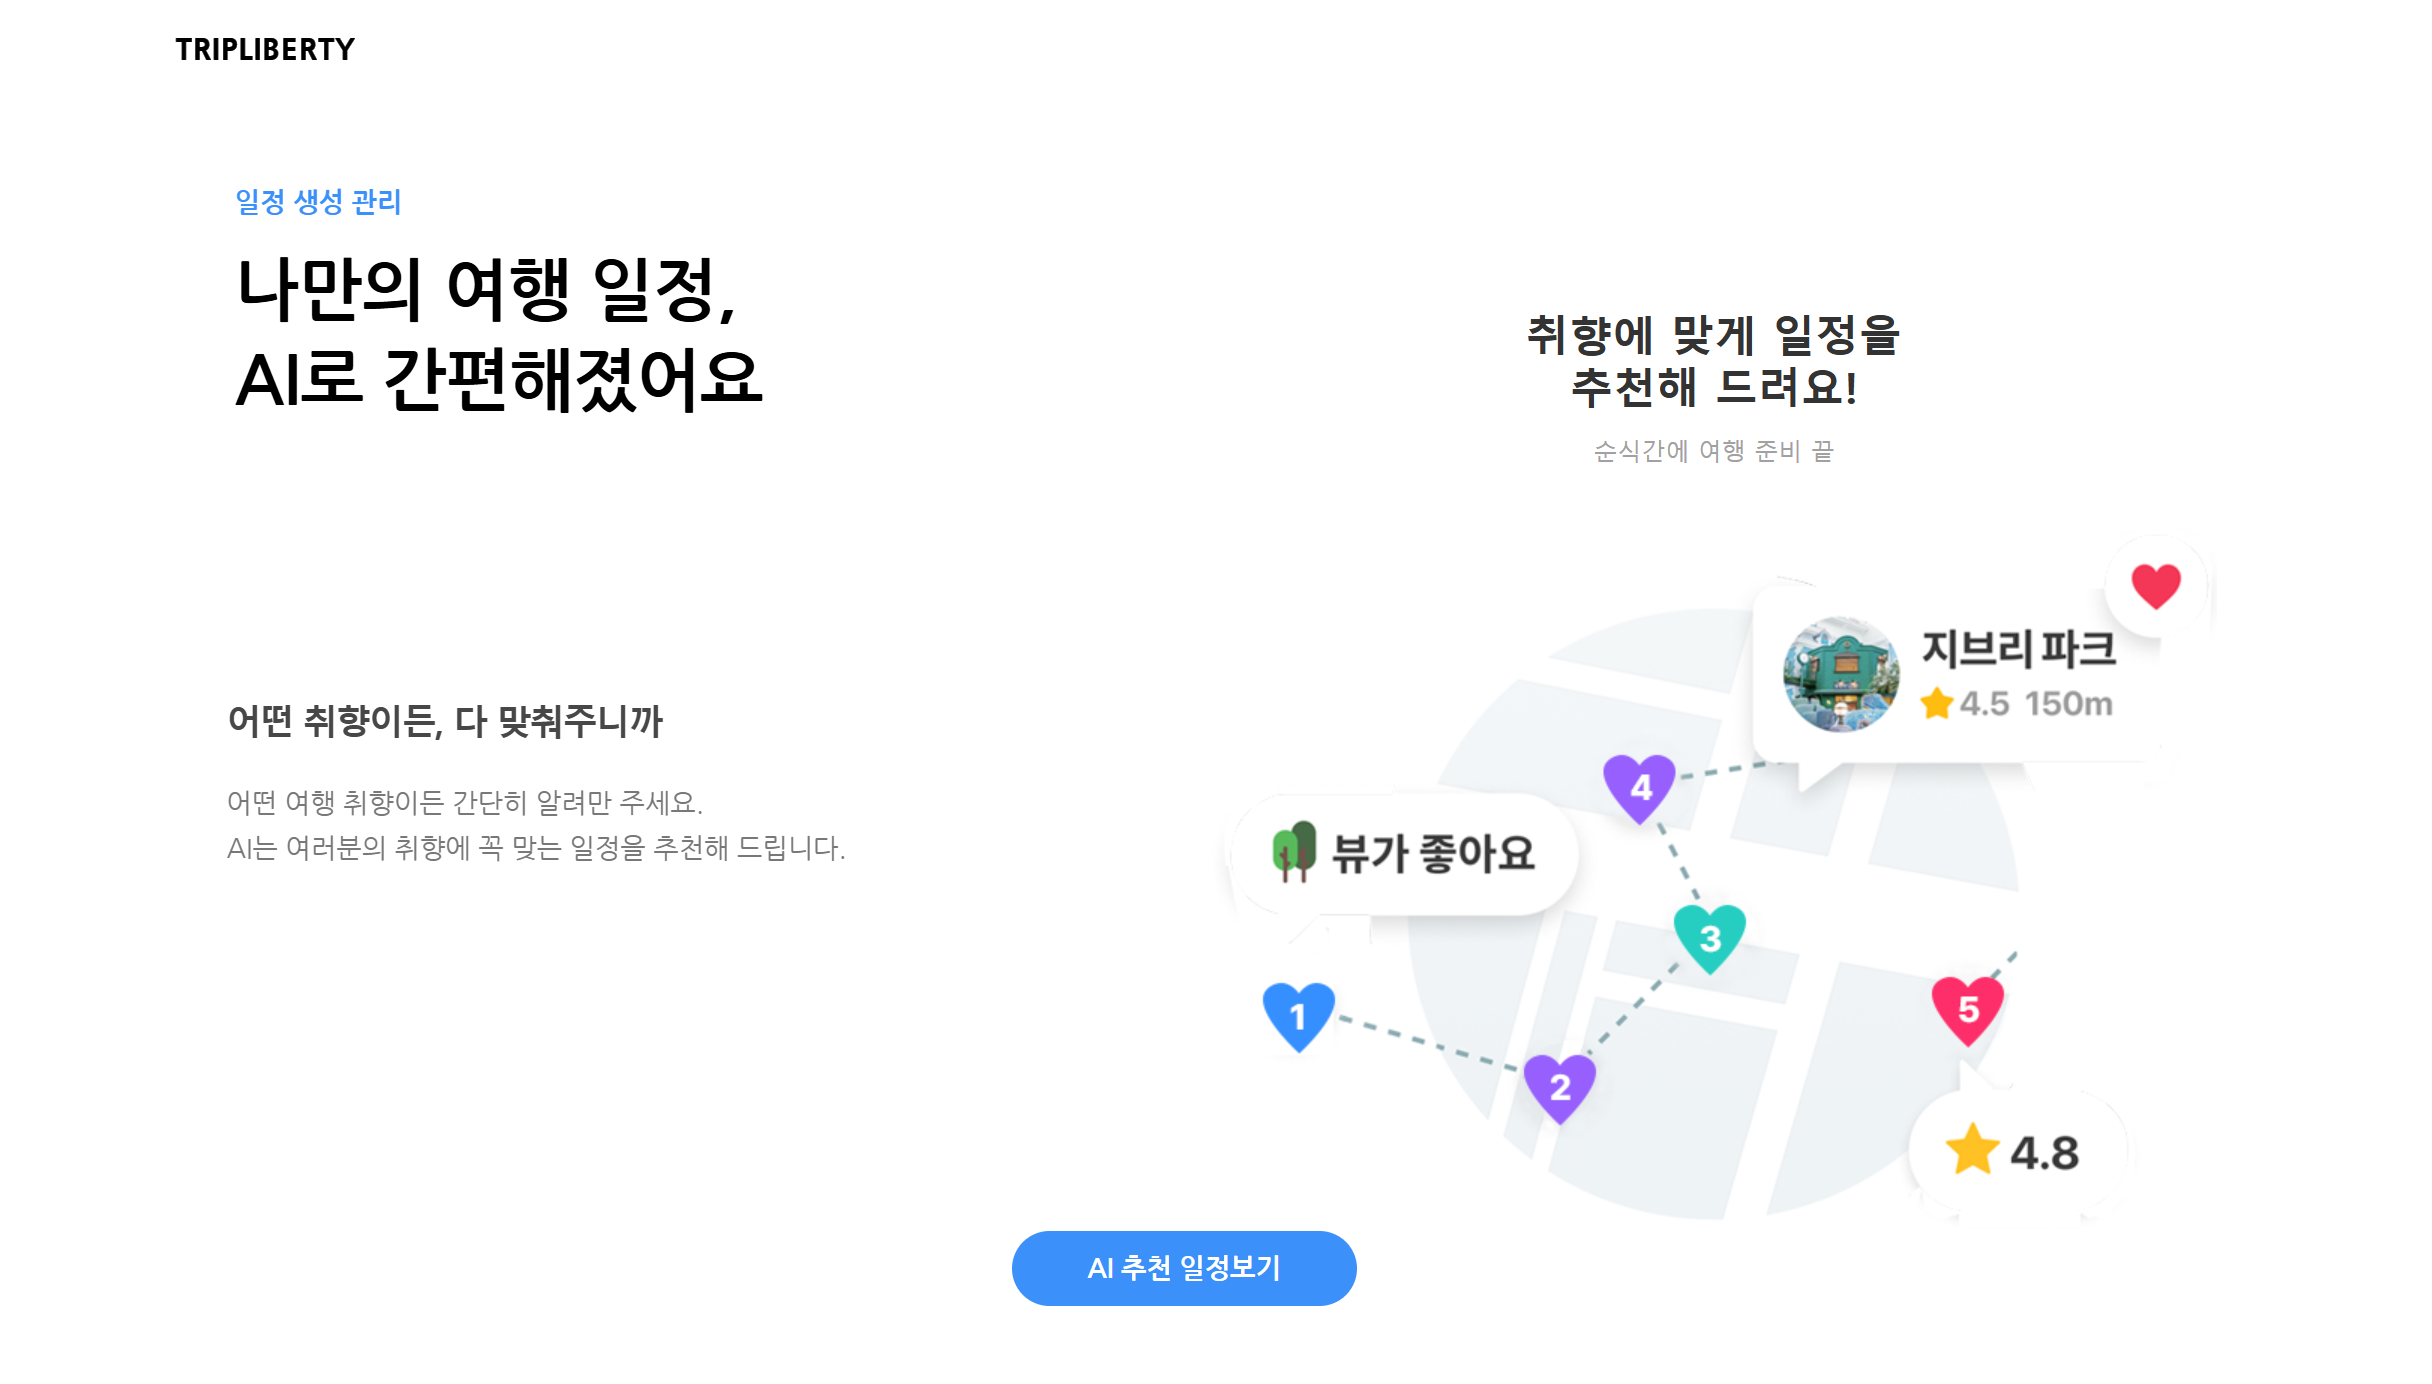 TRIPLIBERTY
일정 생성 관리
나만의 여행 일정,
AI로 간편해졌어요
어떤 취향이든, 다 맞춰주니까
어떤 여행 취향이든 간단히 알려만 주세요.
AI는 여러분의 취향에 꼭 맞는 일정을 추천해 드립니다.
취향에 맞게 일정을
추천해 드려요!
순식간에 여행 준비 끝
지브리 파크
4.5 150m
4
뷰가 좋아요
3
1
5
2
4.8
AI 추천 일정보기